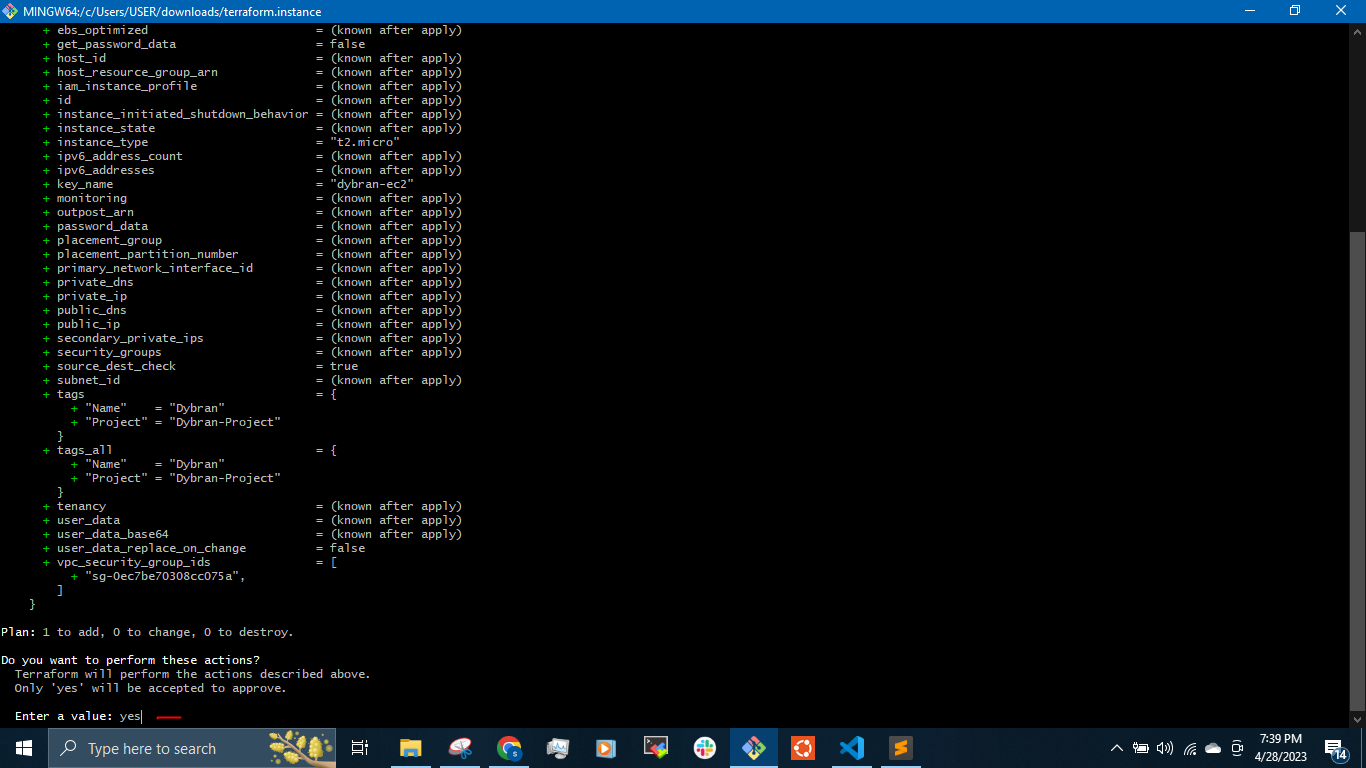 MINGW64:/c/Users/USER/downloads/terraform.instance
+ ebs_optimized = (known after apply)
+ get_password_data = false
+ host_id = (known after apply)
+ host_resource_group_arn = (known after apply)
+ iam_instance_profile = (known after apply)
+ id = (known after apply)
+ instance_initiated_shutdown_behavior = (known after apply)
+ instance_state = (known after apply)
+ instance_type = "t2.micro"
+ ipv6_address_count = (known after apply)
+ ipv6_addresses = (known after apply)
+ key_name = "dybran-ec2"
+ monitoring = (known after apply)
+ outpost_arn = (known after apply)
+ password_data = (known after apply)
+ placement_group = (known after apply)
+ placement_partition_number = (known after apply)
+ primary_network_interface_id = (known after apply)
+ private_dns = (known after apply)
+ private_ip = (known after apply)
+ public_dns = (known after apply)
+ public_ip = (known after apply)
+ secondary_private_ips = (known after apply)
+ security_groups = (known after apply)
+ source_dest_check = true
+ subnet_id = (known after apply)
+ tags = {
+ "Name" = "Dybran"
+ "Project" = "Dybran-Project"
}
+ tags_all = {
+ "Name" = "Dybran"
+ "Project" = "Dybran-Project"
}
+ tenancy = (known after apply)
+ user_data = (known after apply)
+ user_data_base64 = (known after apply)
+ user_data_replace_on_change = false
+ vpc_security_group_ids = [
+ "sg-0ec7be70308cc075a",
]
}
Plan: 1 to add, 0 to change, 0 to destroy.
Do you want to perform these actions?
Terraform will perform the actions described above.
Only 'yes' will be accepted to approve.
Enter a value: yes
Type here to search
7:39 PM
4/28/2023
14